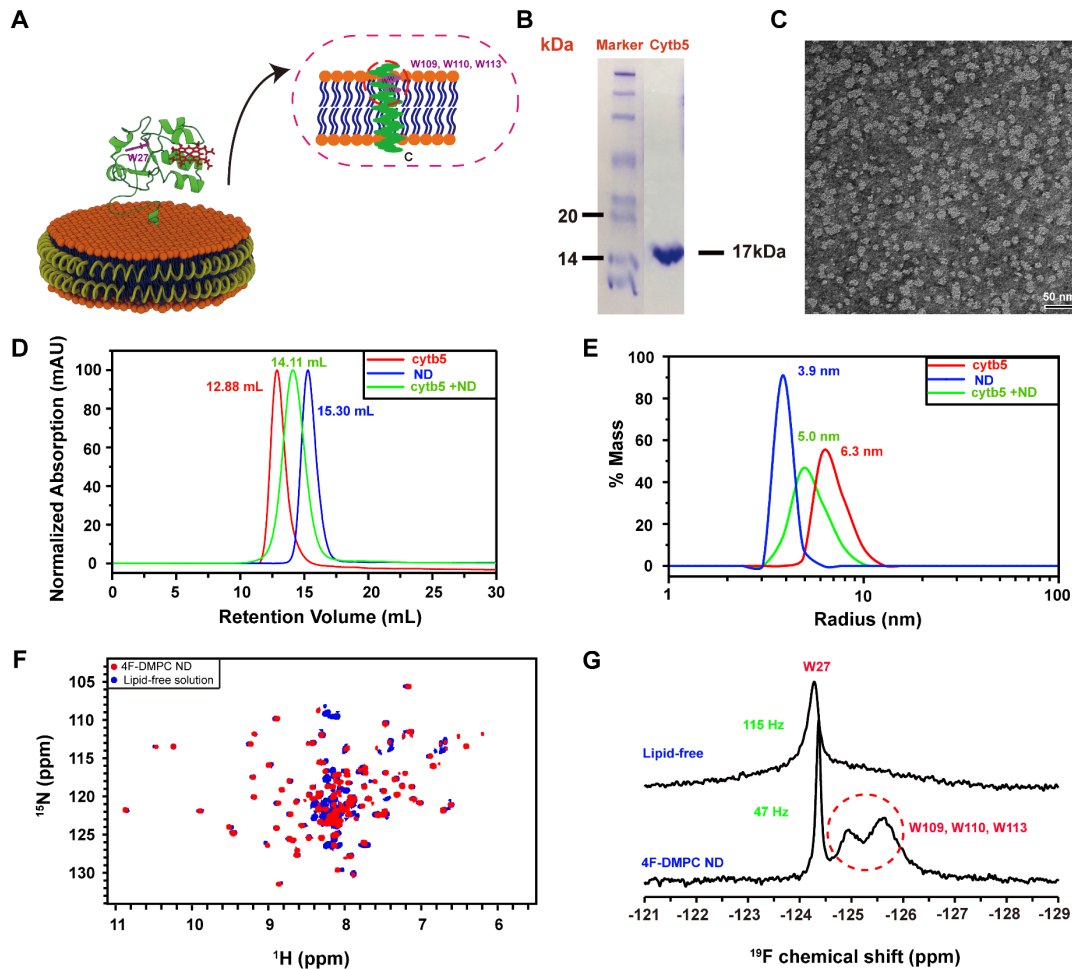 A
W109, W110, W113
W27
C
B
kDa
Marker Cytb5
20
14
17kDa
C
50 nm
D
Normalized Absorption (mAU)
100
80
60
40
20
0
12.88 mL
14.11 mL
15.30 mL
cytb5
ND
cytb5 +ND
0 5 10 15 20 25 30
Retention Volume (mL)
E
% Mass
100
80
60
40
20
0
3.9 nm
5.0 nm
6.3 nm
cytb5
ND
cytb5 +ND
1 10 100
Radius (nm)
F
4F-DMPC ND
Lipid-free solution
15N (ppm)
105
110
115
120
125
130
11 10 9 8 7 6
1H (ppm)
G
W27
115 Hz
Lipid-free
47 Hz
W109, W110, W113
4F-DMPC ND
-121 -122 -123 -124 -125 -126 -127 -128 -129
19F chemical shift (ppm)